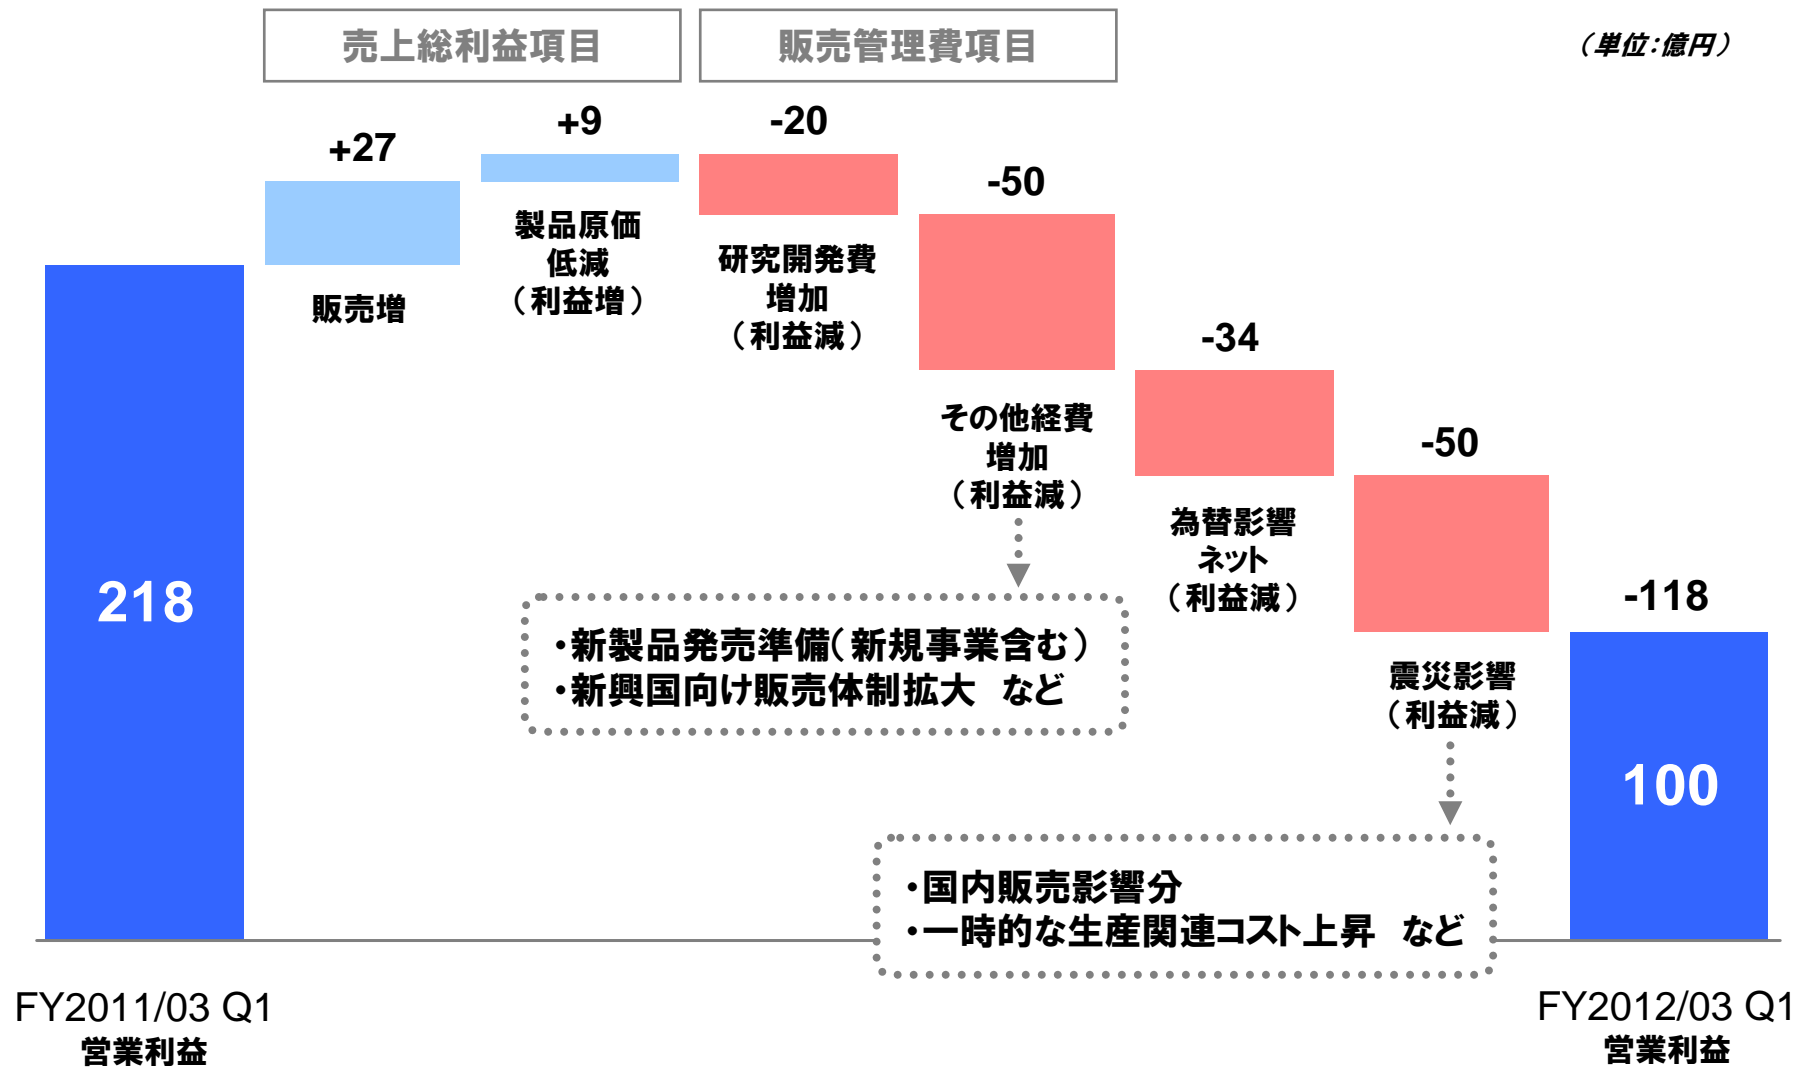 売上総利益項目
販売管理費項目
（単位：億円）
+27
+9
-20
-50
-34
-50
-118
販売増
製品原価
低減
（利益増）
研究開発費
増加
（利益減）
その他経費
増加
（利益減）
為替影響
ネット
（利益減）
震災影響
（利益減）
218
100
・新製品発売準備（新規事業含む）
・新興国向け販売体制拡大　など
・国内販売影響分
・一時的な生産関連コスト上昇　など
FY2011/03 Q1
営業利益
FY2012/03 Q1
営業利益